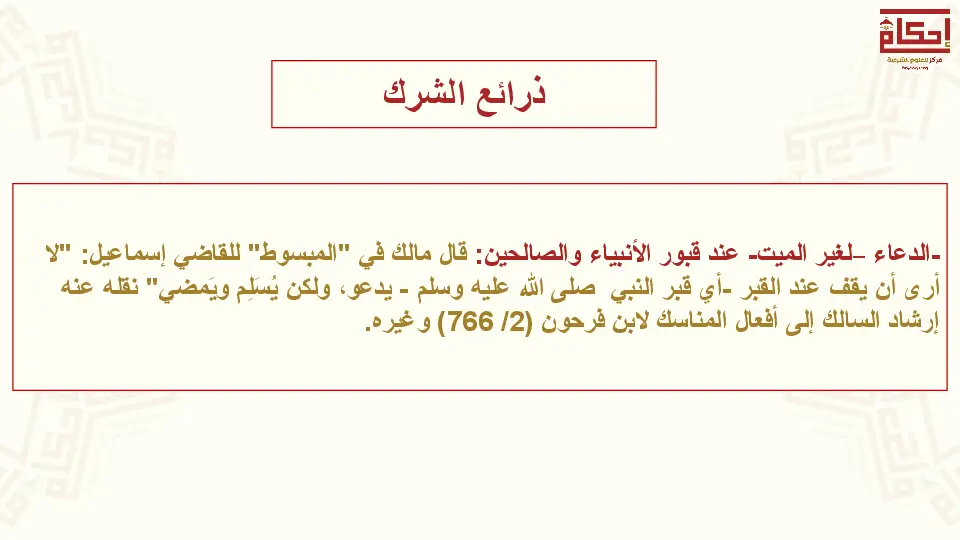 إحكام
مركز للعلوم الشرعية
ذرائع الشرك
-الدعاء –لغير الميت- عند قبور الأنبياء والصالحين: قال مالك في "المبسوط" للقاضي إسماعيل: "لا
أرى أن يقف عند القبر -أي قبر النبي صلى الله عليه وسلم - يدعو، ولكن يُسَلِم ويَمضي" نقله عنه
إرشاد السالك إلى أفعال المناسك لابن فرحون (2/ 766) وغيره.